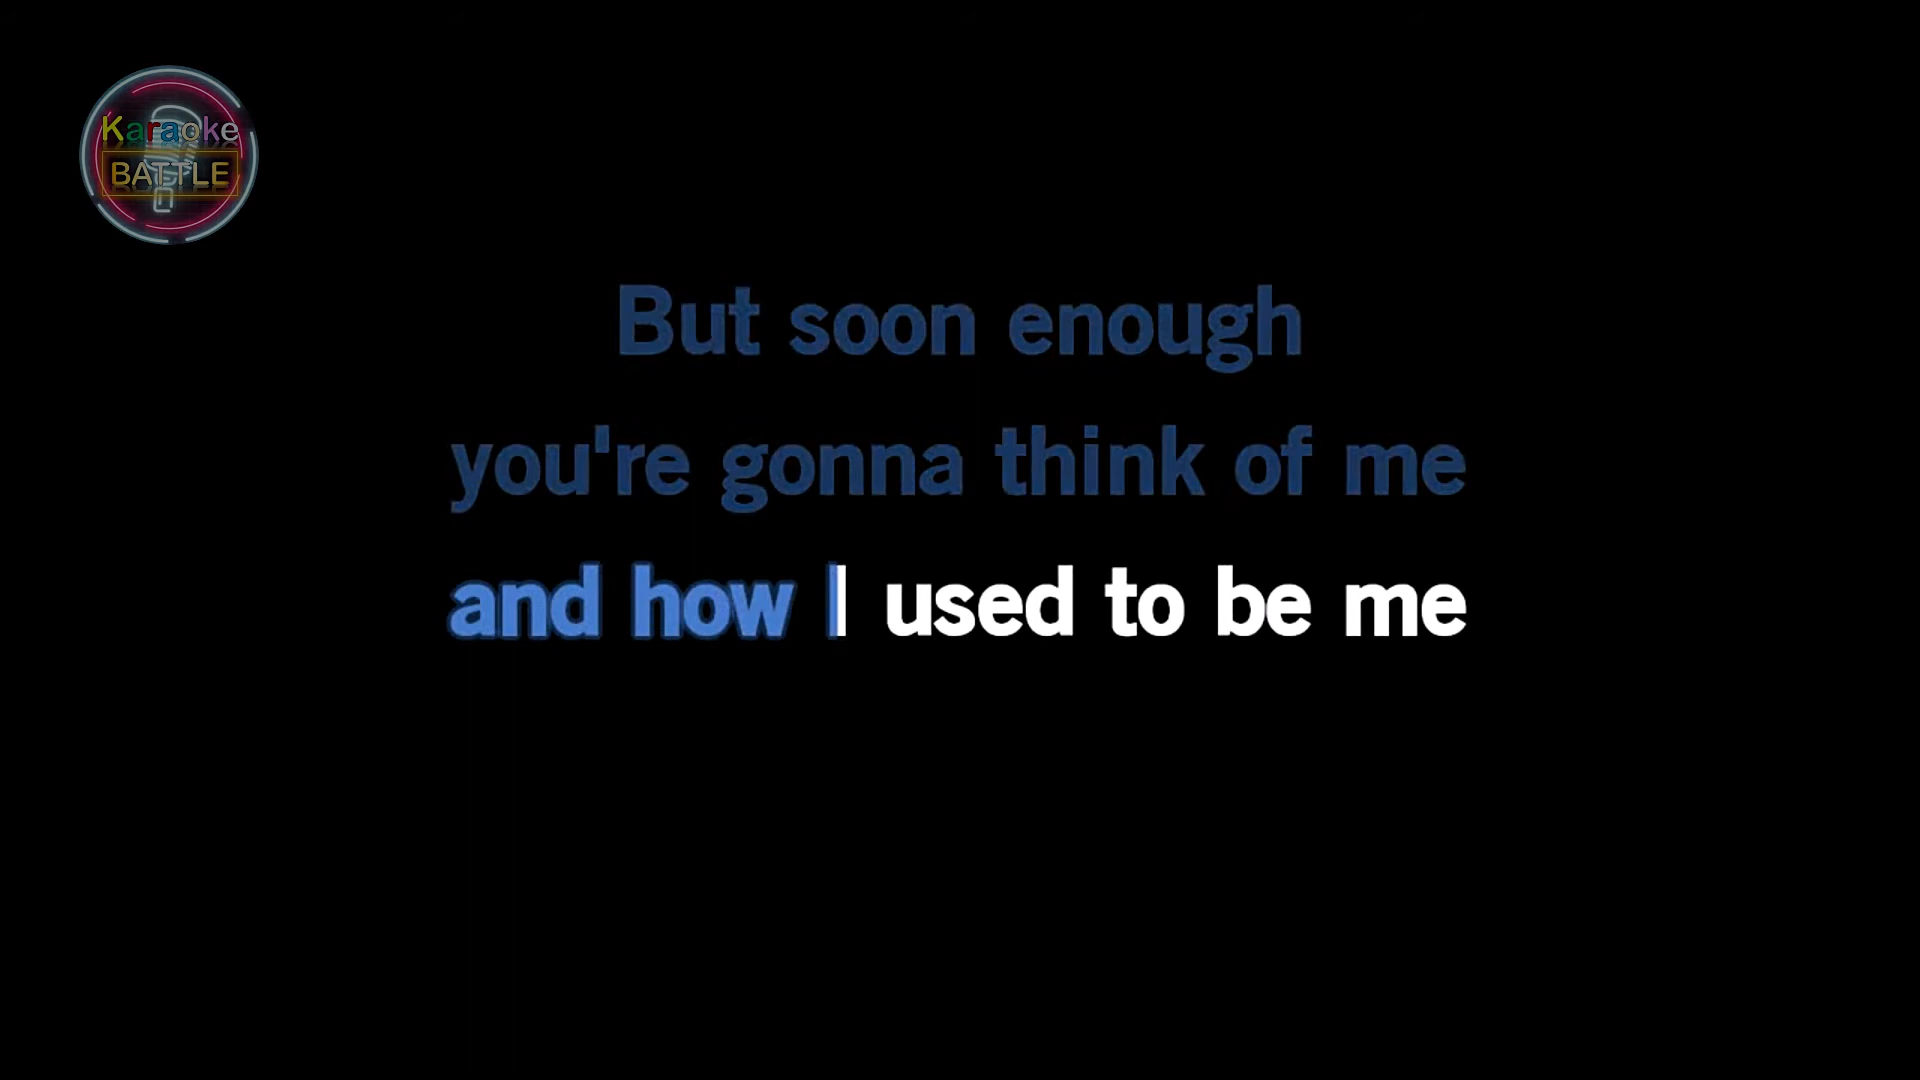 Karaoke
BATTLE
But soon enough
you're gonna think of me
and how I used to be me